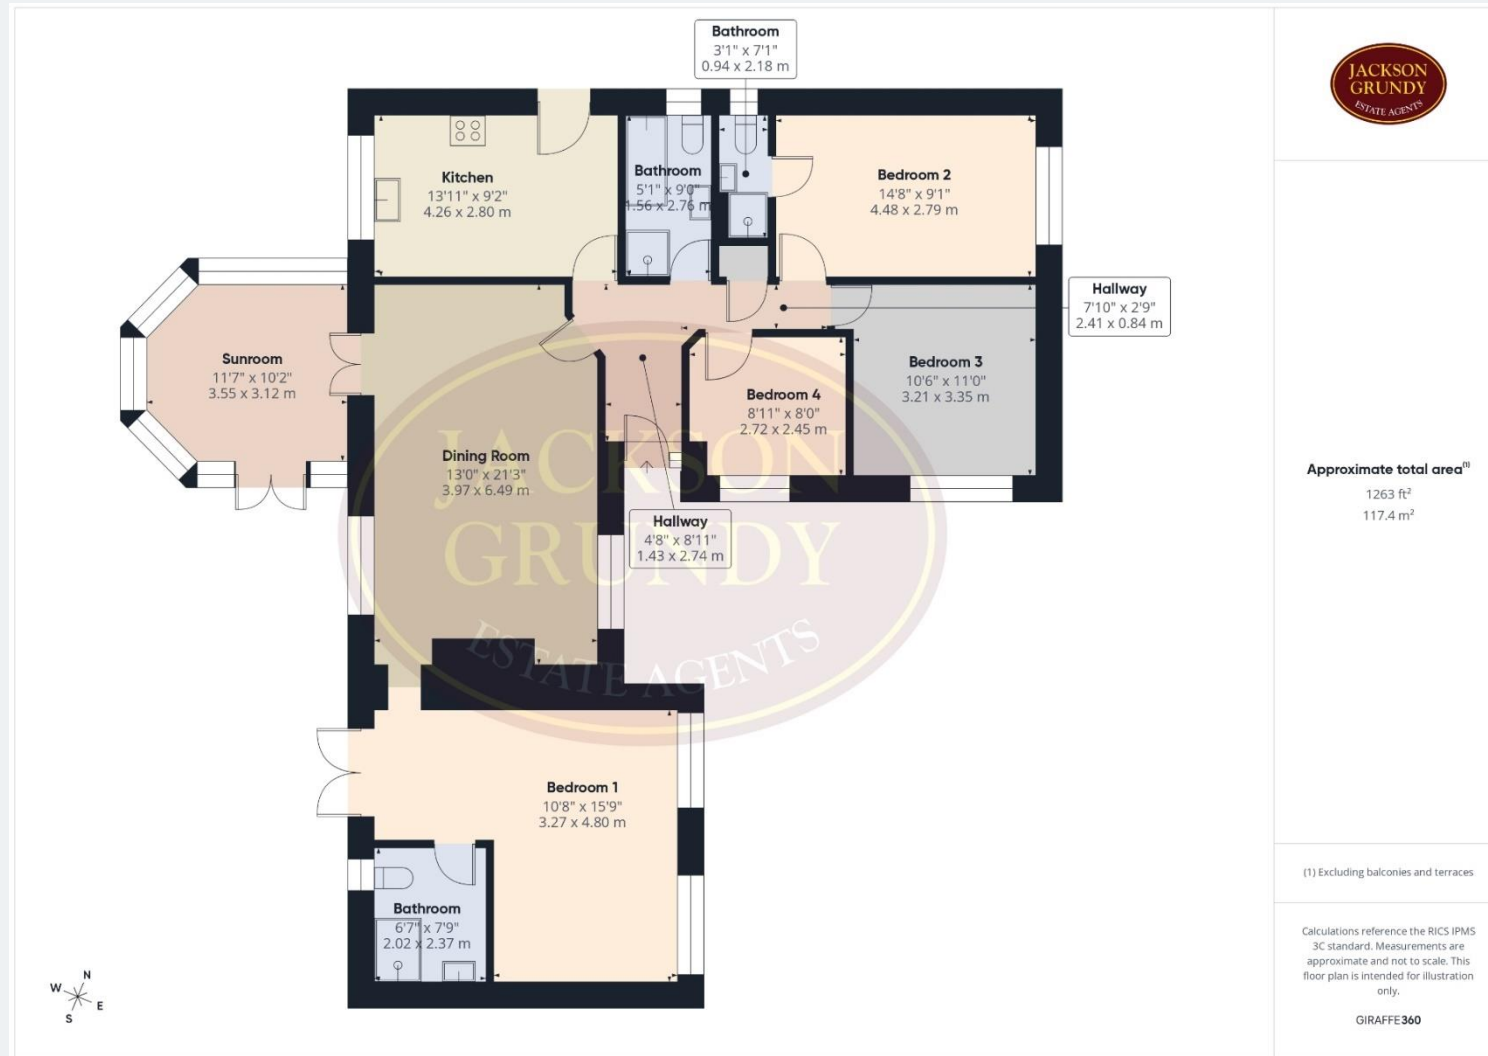 Bathroom
3'1" x 7'1"
0.94 x 2.18 m
JACKSON
GRUNDY
ESTATE AGENTS
Kitchen
13'11" x 9'2"
4.26 x 2.80 m
Bathroom
5'1" x 9'0"
1.56 x 2.76 m
Bedroom 2
14'8" x 9'1"
4.48 x 2.79 m
Hallway
7'10" x 2'9"
2.41 x 0.84 m
Sunroom
11'7" x 10'2"
3.55 x 3.12 m
Bedroom 3
10'6" x 11'0"
3.21 x 3.35 m
Bedroom 4
8'11" x 8'0"
2.72 x 2.45 m
Dining Room
13'0" x 21'3"
3.97 x 6.49 m
JACKSON
GRUNDY
ESTATE AGENTS
Hallway
4'8" x 8'11"
1.43 x 2.74 m
Approximate total area(1)
1263 ft²
117.4 m²
Bedroom 1
10'8" x 15'9"
3.27 x 4.80 m
Bathroom
6'7" x 7'9"
2.02 x 2.37 m
(1) Excluding balconies and terraces
Calculations reference the RICS IPMS
3C standard. Measurements are
approximate and not to scale. This
floor plan is intended for illustration
only.
GIRAFFE360
N
W
E
S